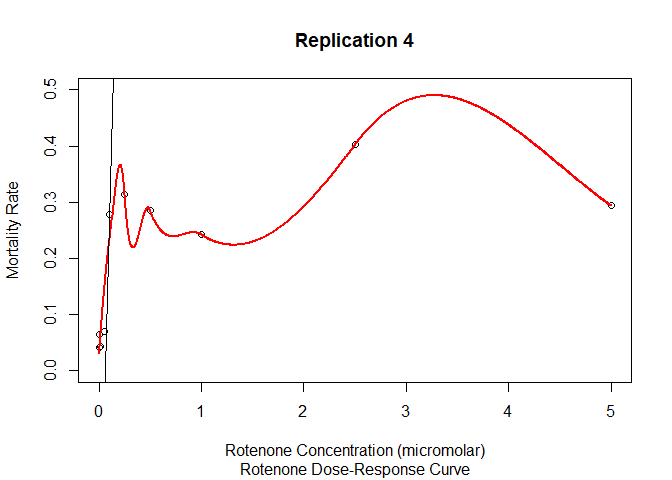 Replication 4
Mortality Rate
0.5
0.4
0.3
0.2
0.1
0.0
0 1 2 3 4 5
Rotenone Concentration (micromolar)
Rotenone Dose-Response Curve